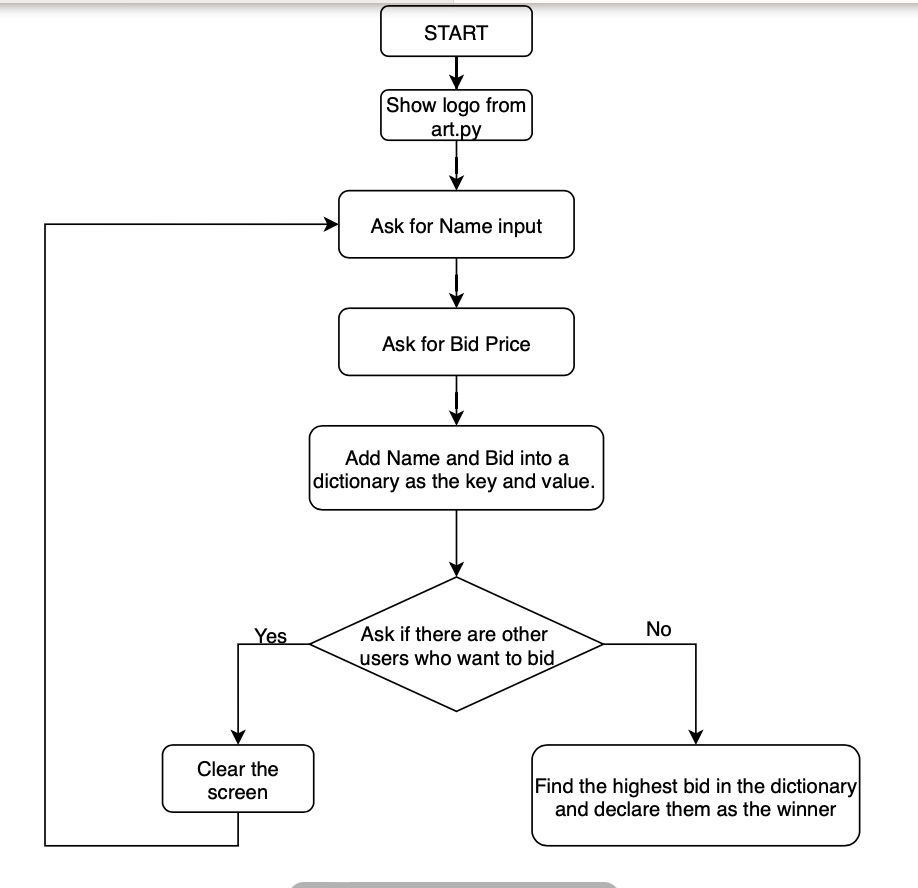 START
Show logo from
art.py
Ask for Name input
Ask for Bid Price
Add Name and Bid into a
dictionary as the key and value.
Ask if there are other
users who want to bid
Yes
No
Clear the
screen
Find the highest bid in the dictionary
and declare them as the winner